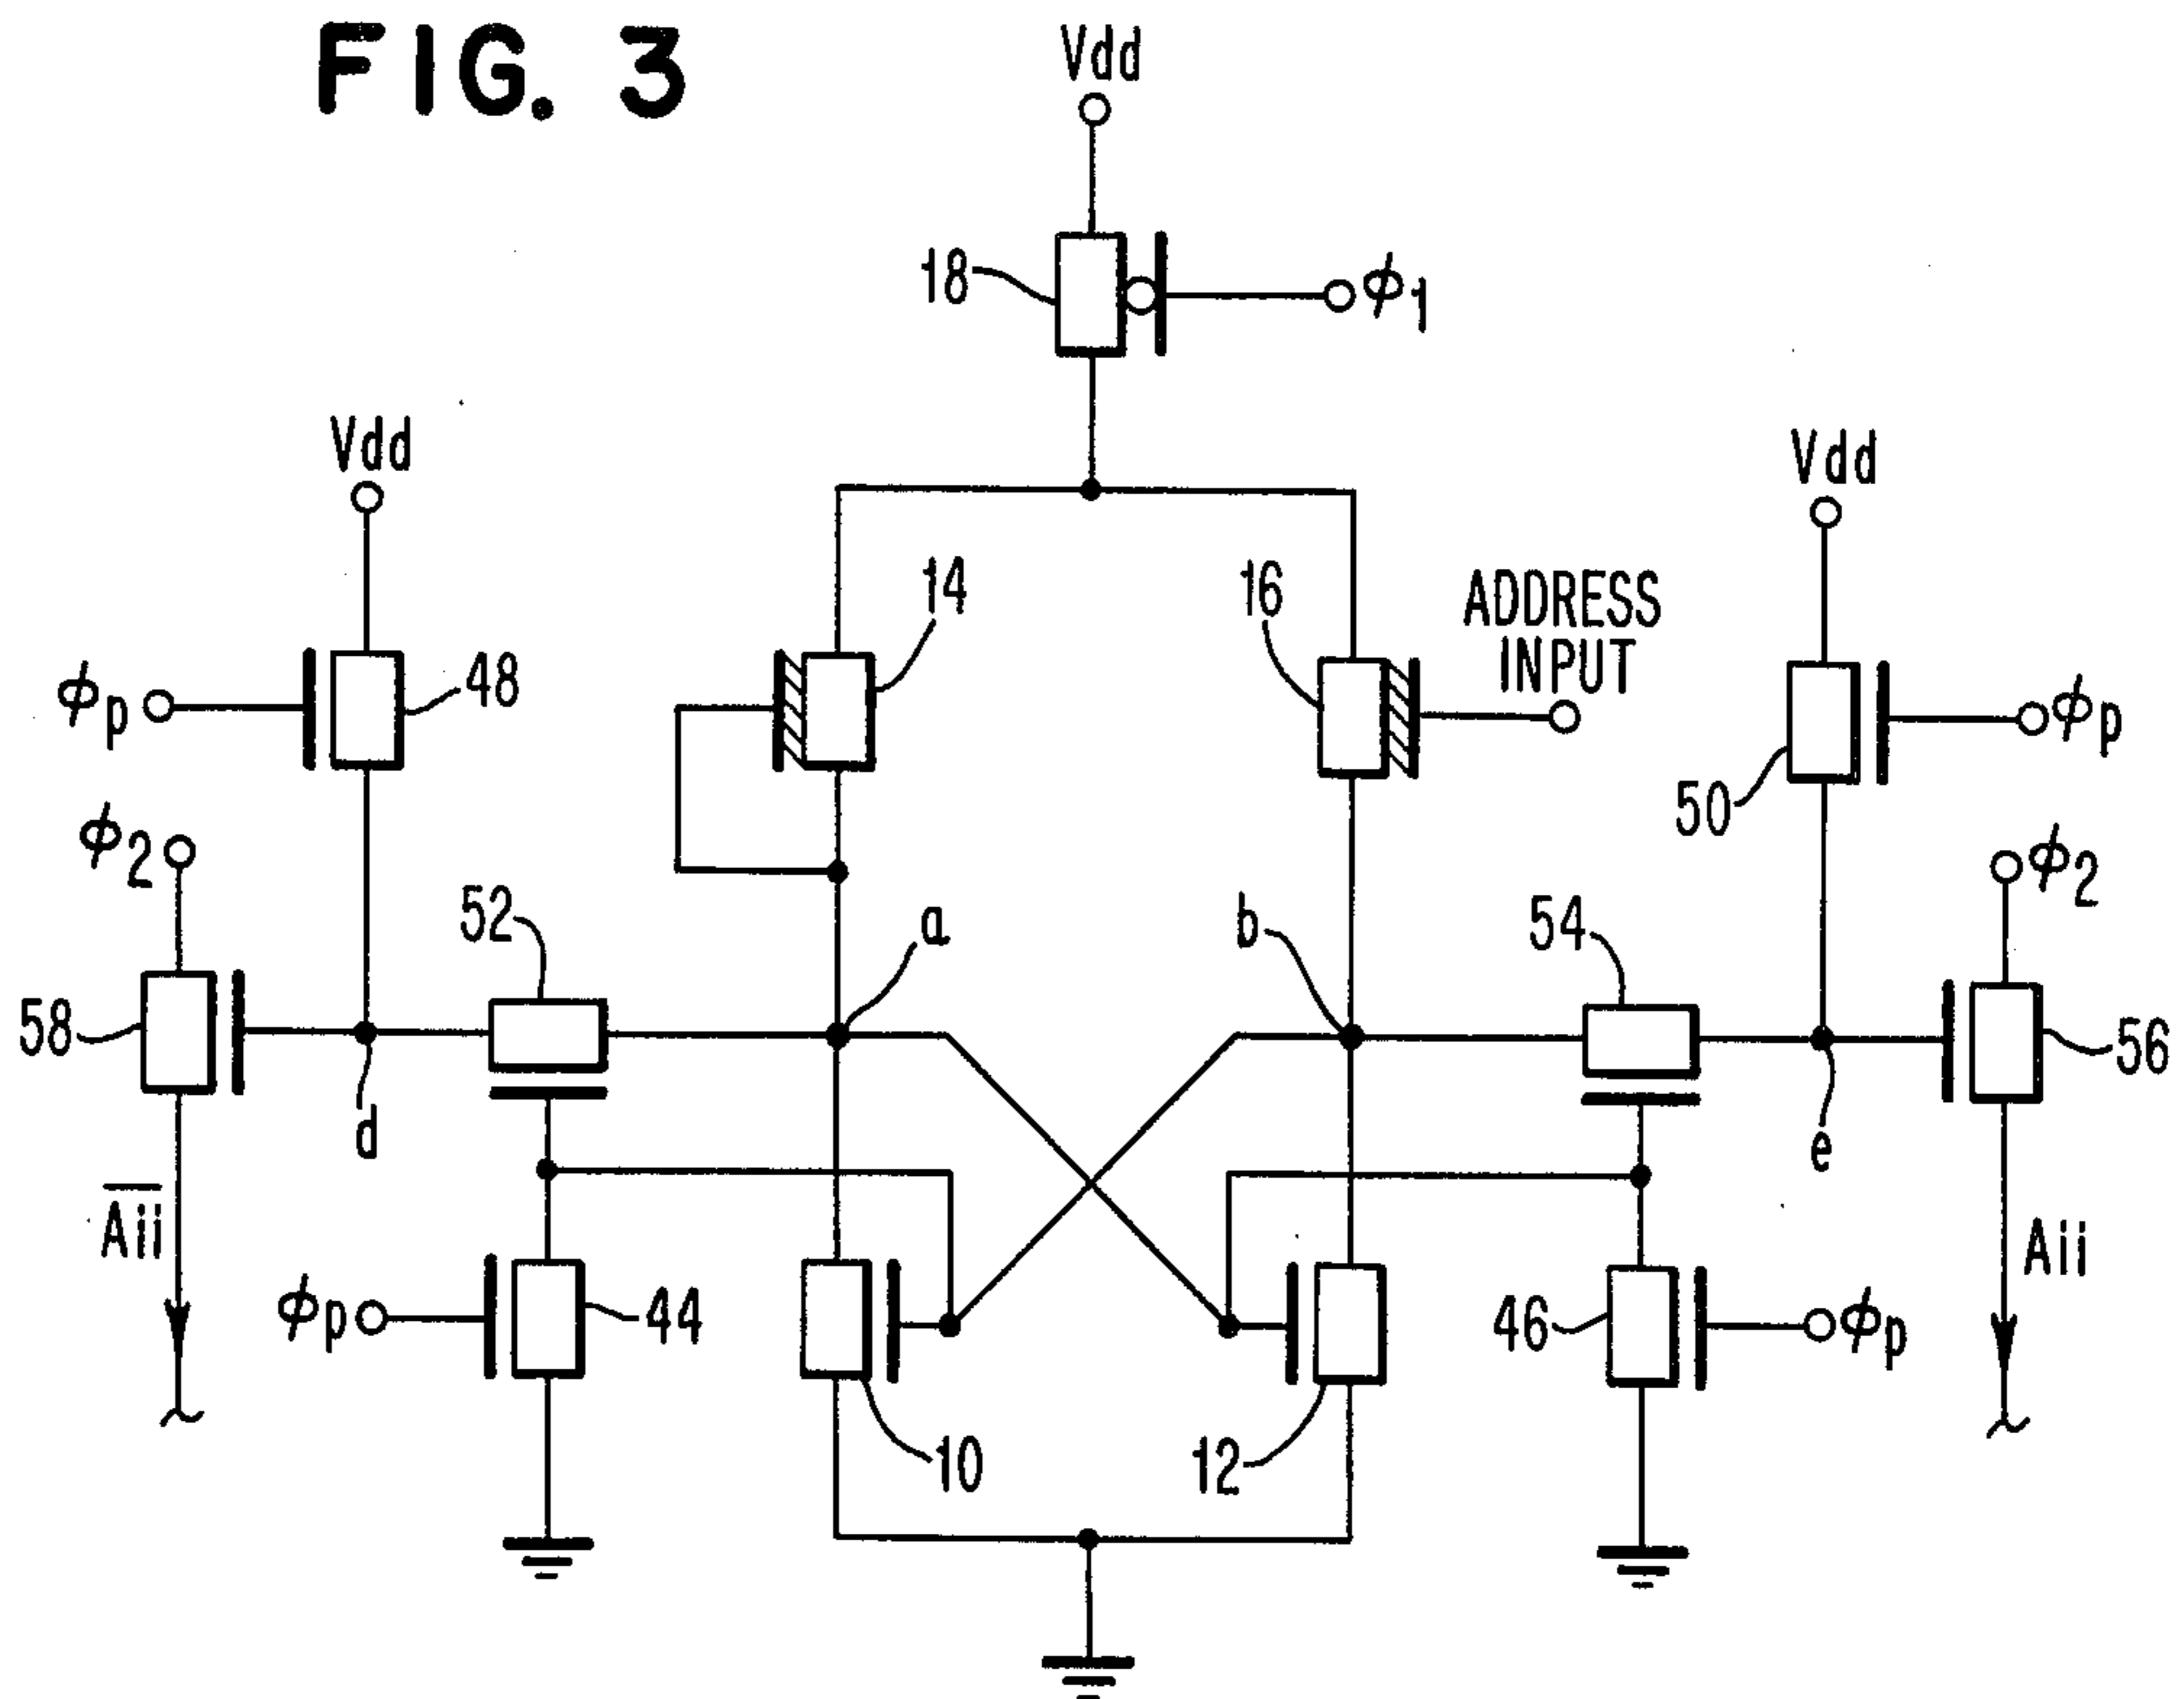 FIG. 3
Vdd
18
ϕ1
Vdd
Vdd
14
16
ADDRESS
INPUT
ϕp
48
ϕp
50
ϕ2
ϕ2
52
a
b
54
58
56
d
e
A̅i̅i̅
Aii
ϕp
44
46
ϕp
10
12